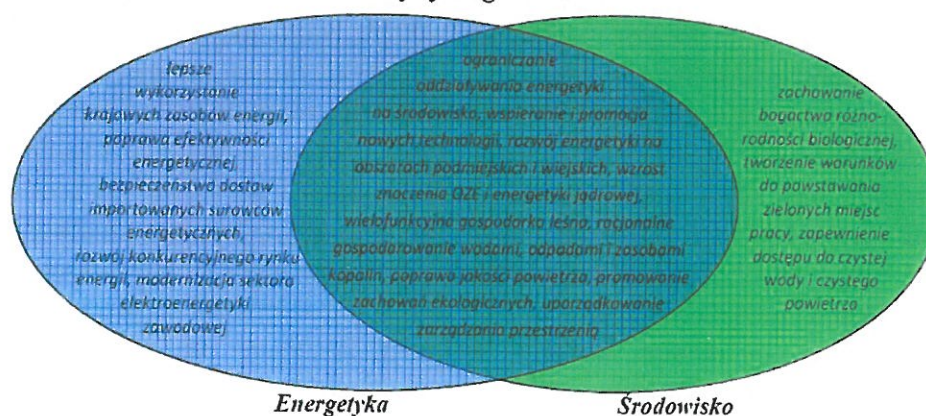 lepsze
wykorzystanie
krajowych zasobów energii,
poprawa efektywności
energetycznej,
bezpieczeństwo dostaw
importowanych surowców
energetycznych,
rozwój konkurencyjnego rynku
energii, modernizacja sektora
elektroenergetyki
zawodowej
ograniczanie
oddziaływania energetyki
na środowisko, wspieranie i promocja
nowych technologii, rozwój energetyki na
obszarach podmiejskich i wiejskich, wzrost
znaczenia OZE i energetyki jądrowej,
wielofunkcyjna gospodarka leśna, racjonalne
gospodarowanie wodami, odpadami i zasobami
kopalin, poprawa jakości powietrza, promowanie
zachowań ekologicznych, uporządkowanie
zarządzania przestrzenią
zachowanie
bogactwa różno-
rodności biologicznej,
tworzenie warunków
do powstawania
zielonych miejsc
pracy, zapewnienie
dostępu do czystej
wody i czystego
powietrza
Energetyka
Środowisko